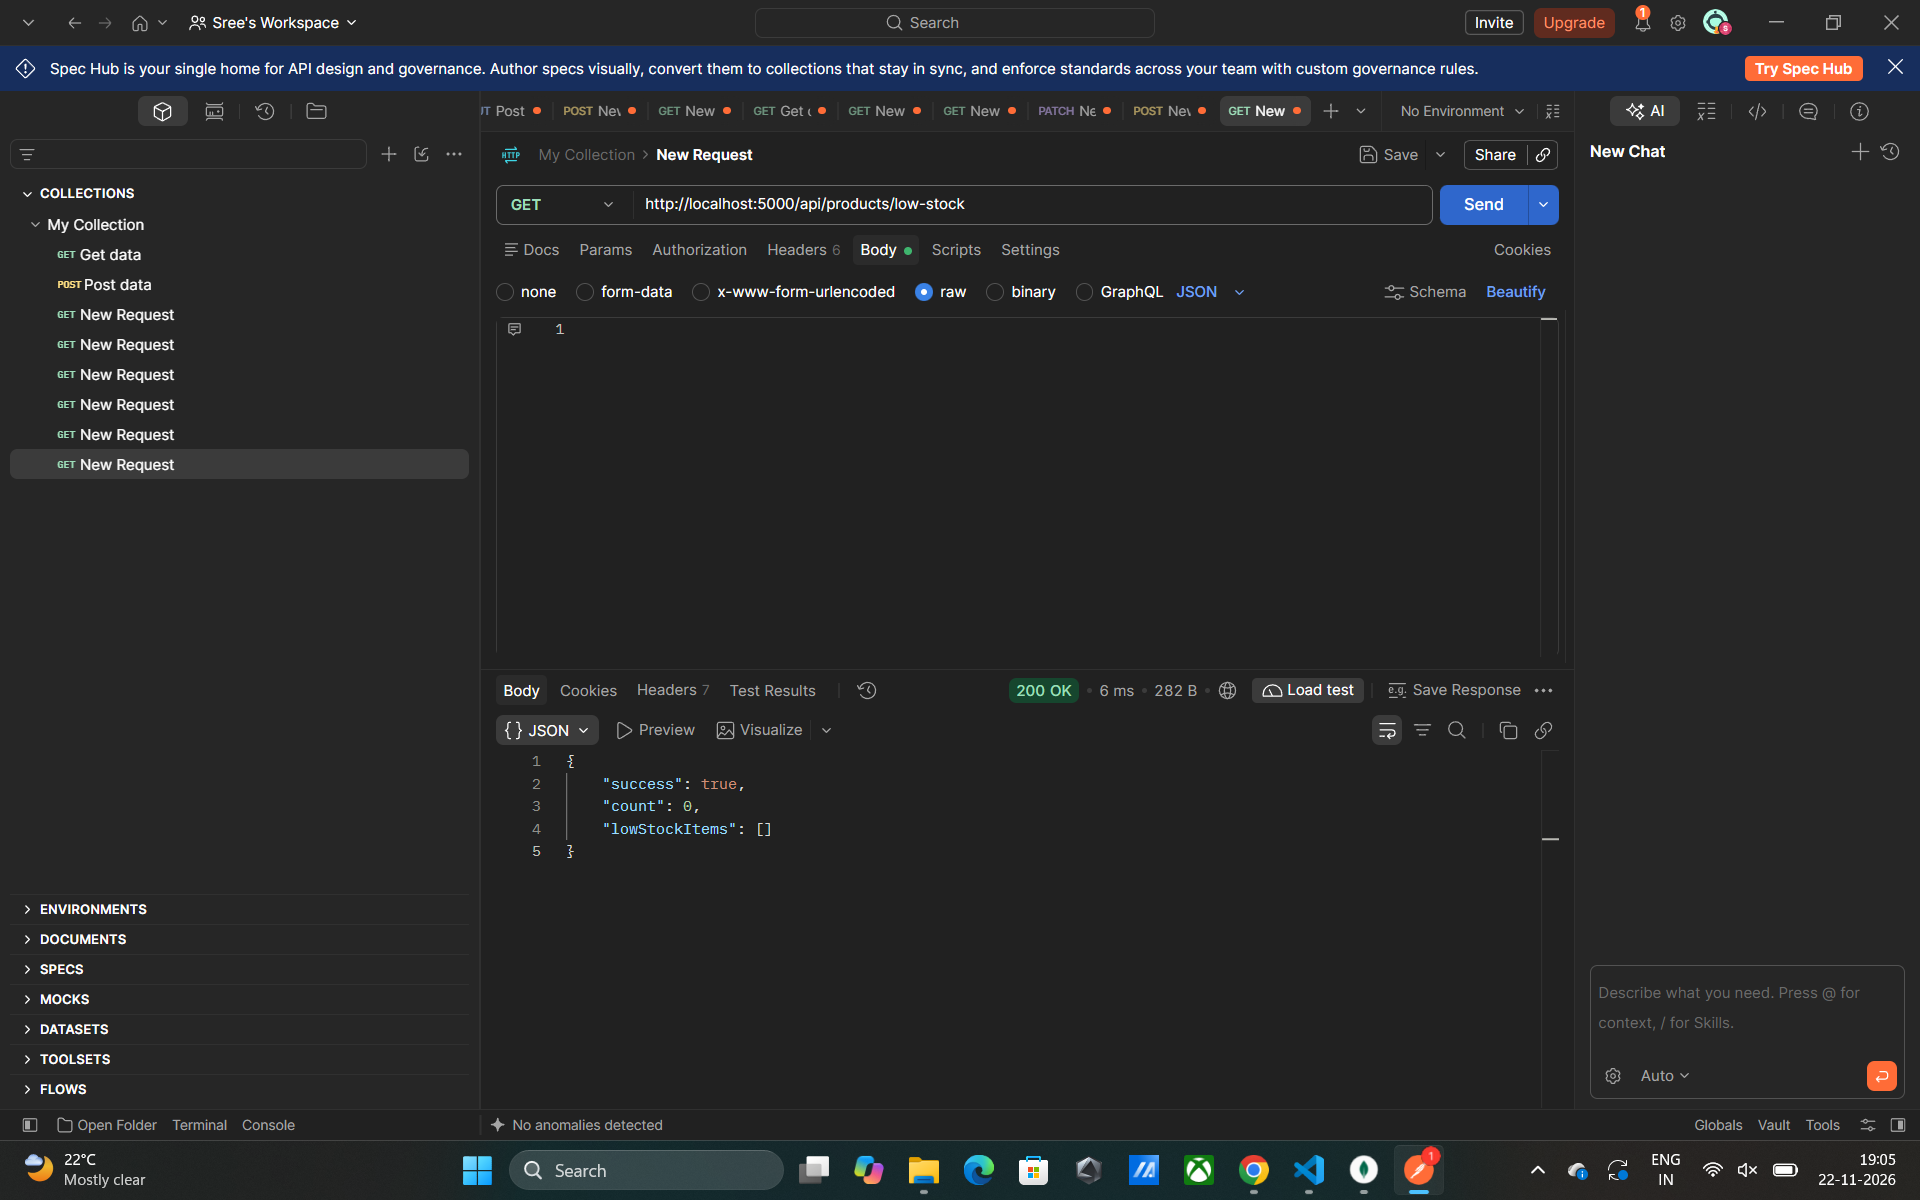 Sree's Workspace
Search
Invite
Upgrade
1
Spec Hub is your single home for API design and governance. Author specs visually, convert them to collections that stay in sync, and enforce standards across your team with custom governance rules.
Try Spec Hub
Post
POST Nev
GET New
GET Get
GET New
GET New
PATCH Ne
POST Nev
GET New
No Environment
AI
HTTP
My Collection > New Request
Save
Share
New Chat
COLLECTIONS
My Collection
GET Get data
POST Post data
GET New Request
GET New Request
GET New Request
GET New Request
GET New Request
GET New Request
GET
http://localhost:5000/api/products/low-stock
Send
Docs
Params
Authorization
Headers 6
Body
Scripts
Settings
Cookies
none
form-data
x-www-form-urlencoded
raw
binary
GraphQL
JSON
Schema
Beautify
1
Body
Cookies
Headers 7
Test Results
200 OK
6 ms
282 B
Load test
e.g. Save Response
{} JSON
Preview
Visualize
1 {
2 "success": true,
3 "count": 0,
4 "lowStockItems": []
5 }
ENVIRONMENTS
DOCUMENTS
SPECS
MOCKS
DATASETS
TOOLSETS
FLOWS
Describe what you need. Press @ for
context, / for Skills.
Auto
Open Folder
Terminal
Console
No anomalies detected
Globals
Vault
Tools
22°C
Mostly clear
Search
1
ENG
IN
19:05
22-11-2026